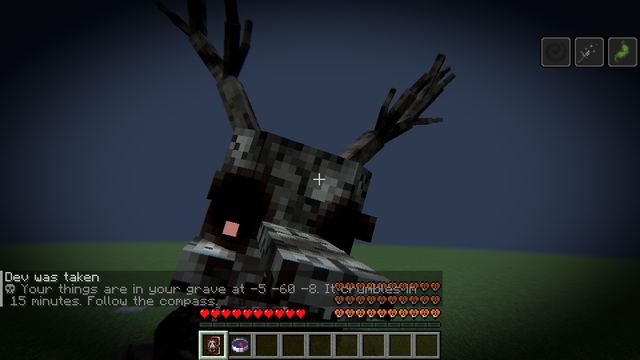 Dev was taken
☠ Your things are in your grave at -5 -60 -8. It crumbles in
15 minutes. Follow the compass.